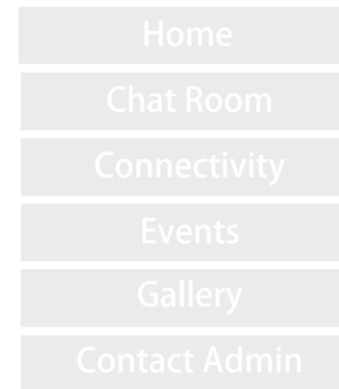 Home
Chat Room
Connectivity
Events
Gallery
Contact Admin